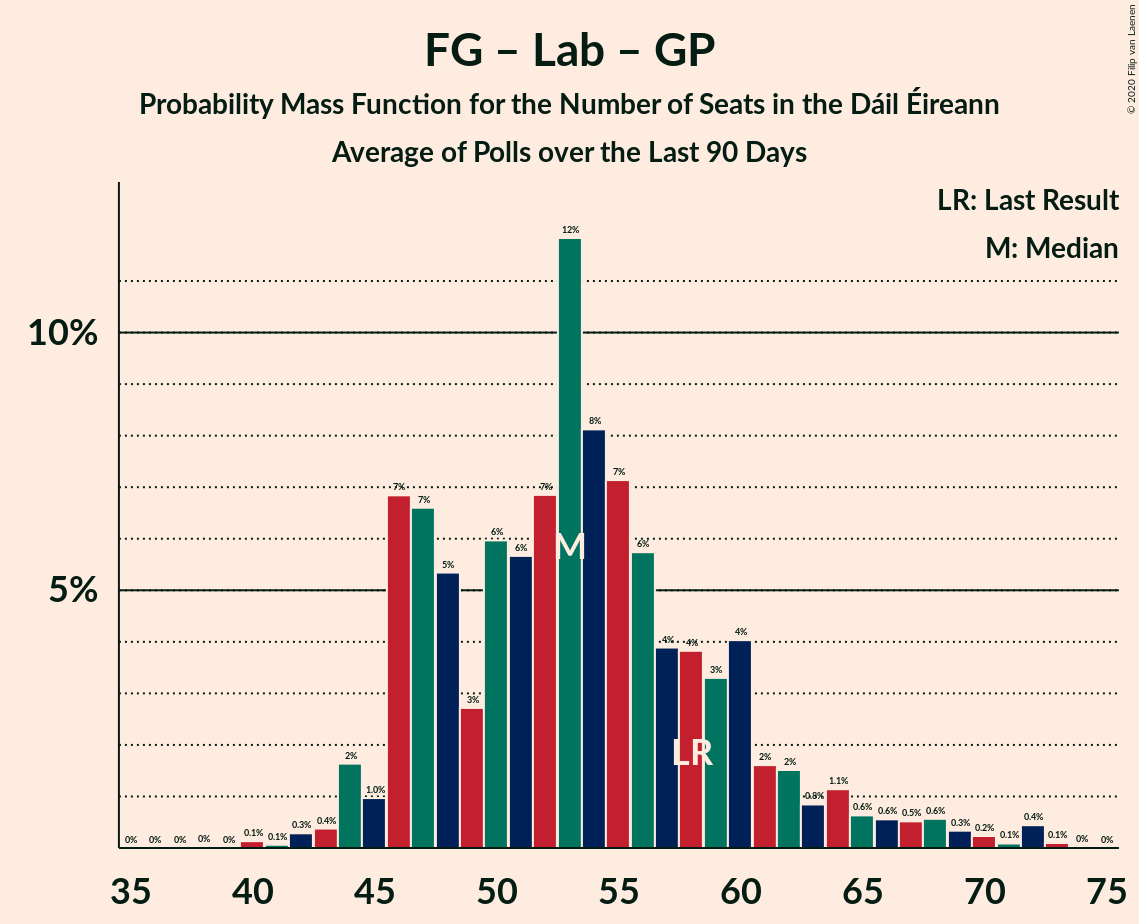 FG – Lab – GP
Probability Mass Function for the Number of Seats in the Dáil Éireann
Average of Polls over the Last 90 Days
© 2020 Filip van Laenen
LR: Last Result
M: Median
10%
5%
0% 0% 0% 0% 0% 0.1% 0.1% 0.3% 0.4% 2% 1.0% 7% 7% 5% 3% 6% 6% 7% 12% 8% 7% 6% 4% 4% 3% 4% 2% 2% 0.8% 1.1% 0.6% 0.6% 0.5% 0.6% 0.3% 0.2% 0.1% 0.4% 0.1% 0% 0%
M
LR
35 40 45 50 55 60 65 70 75